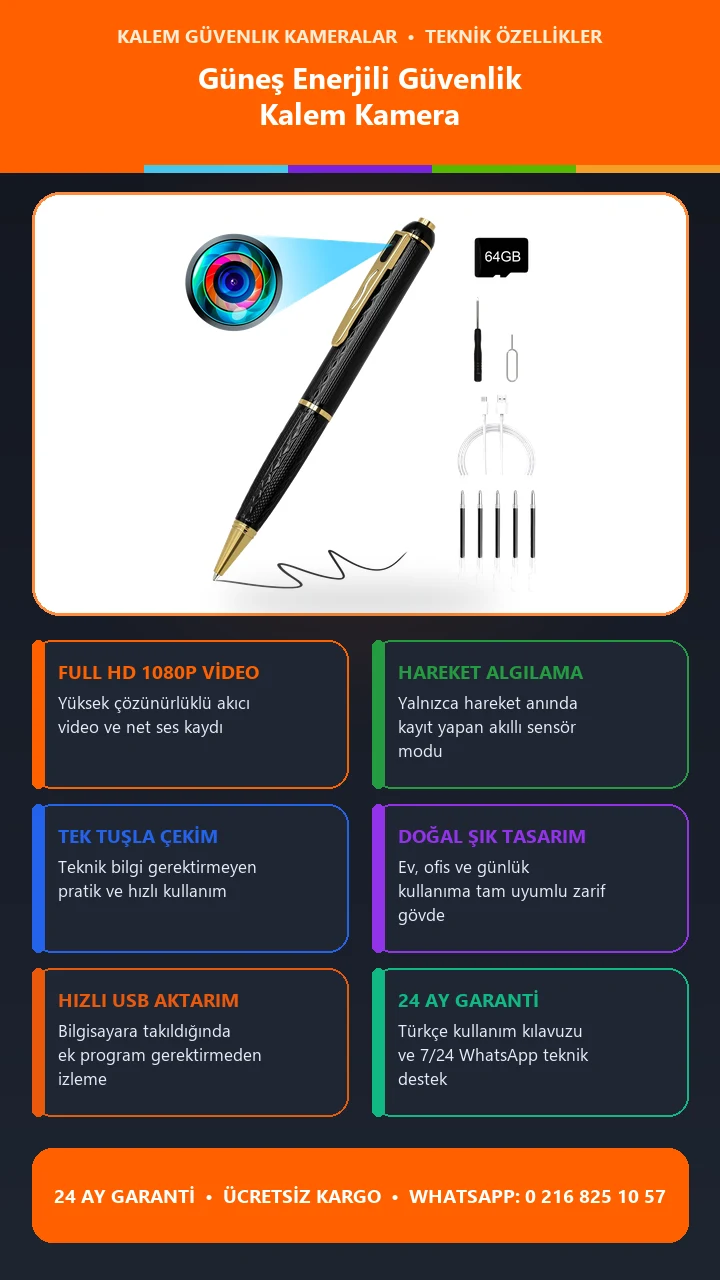 KALEM GÜVENLIK KAMERALAR • TEKNİK ÖZELLİKLER
Güneş Enerjili Güvenlik
Kalem Kamera
64GB
FULL HD 1080P VİDEO
Yüksek çözünürlüklü akıcı
video ve net ses kaydı
HAREKET ALGILAMA
Yalnızca hareket anında
kayıt yapan akıllı sensör
modu
TEK TUŞLA ÇEKİM
Teknik bilgi gerektirmeyen
pratik ve hızlı kullanım
DOĞAL ŞIK TASARIM
Ev, ofis ve günlük
kullanıma tam uyumlu zarif
gövde
HIZLI USB AKTARIM
Bilgisayara takıldığında
ek program gerektirmeden
izleme
24 AY GARANTİ
Türkçe kullanım kılavuzu
ve 7/24 WhatsApp teknik
destek
24 AY GARANTİ • ÜCRETSİZ KARGO • WHATSAPP: 0 216 825 10 57